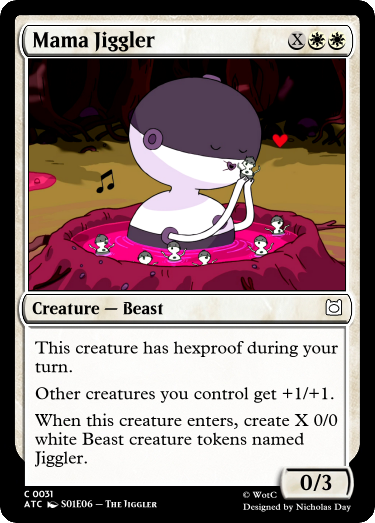 Mama Jiggler X
Creature — Beast
This creature has hexproof during your
turn.
Other creatures you control get +1/+1.
When this creature enters, create X 0/0
white Beast creature tokens named
Jiggler.
0/3
C 0031
ATC S01E06 — The Jiggler
© WotC
Designed by Nicholas Day